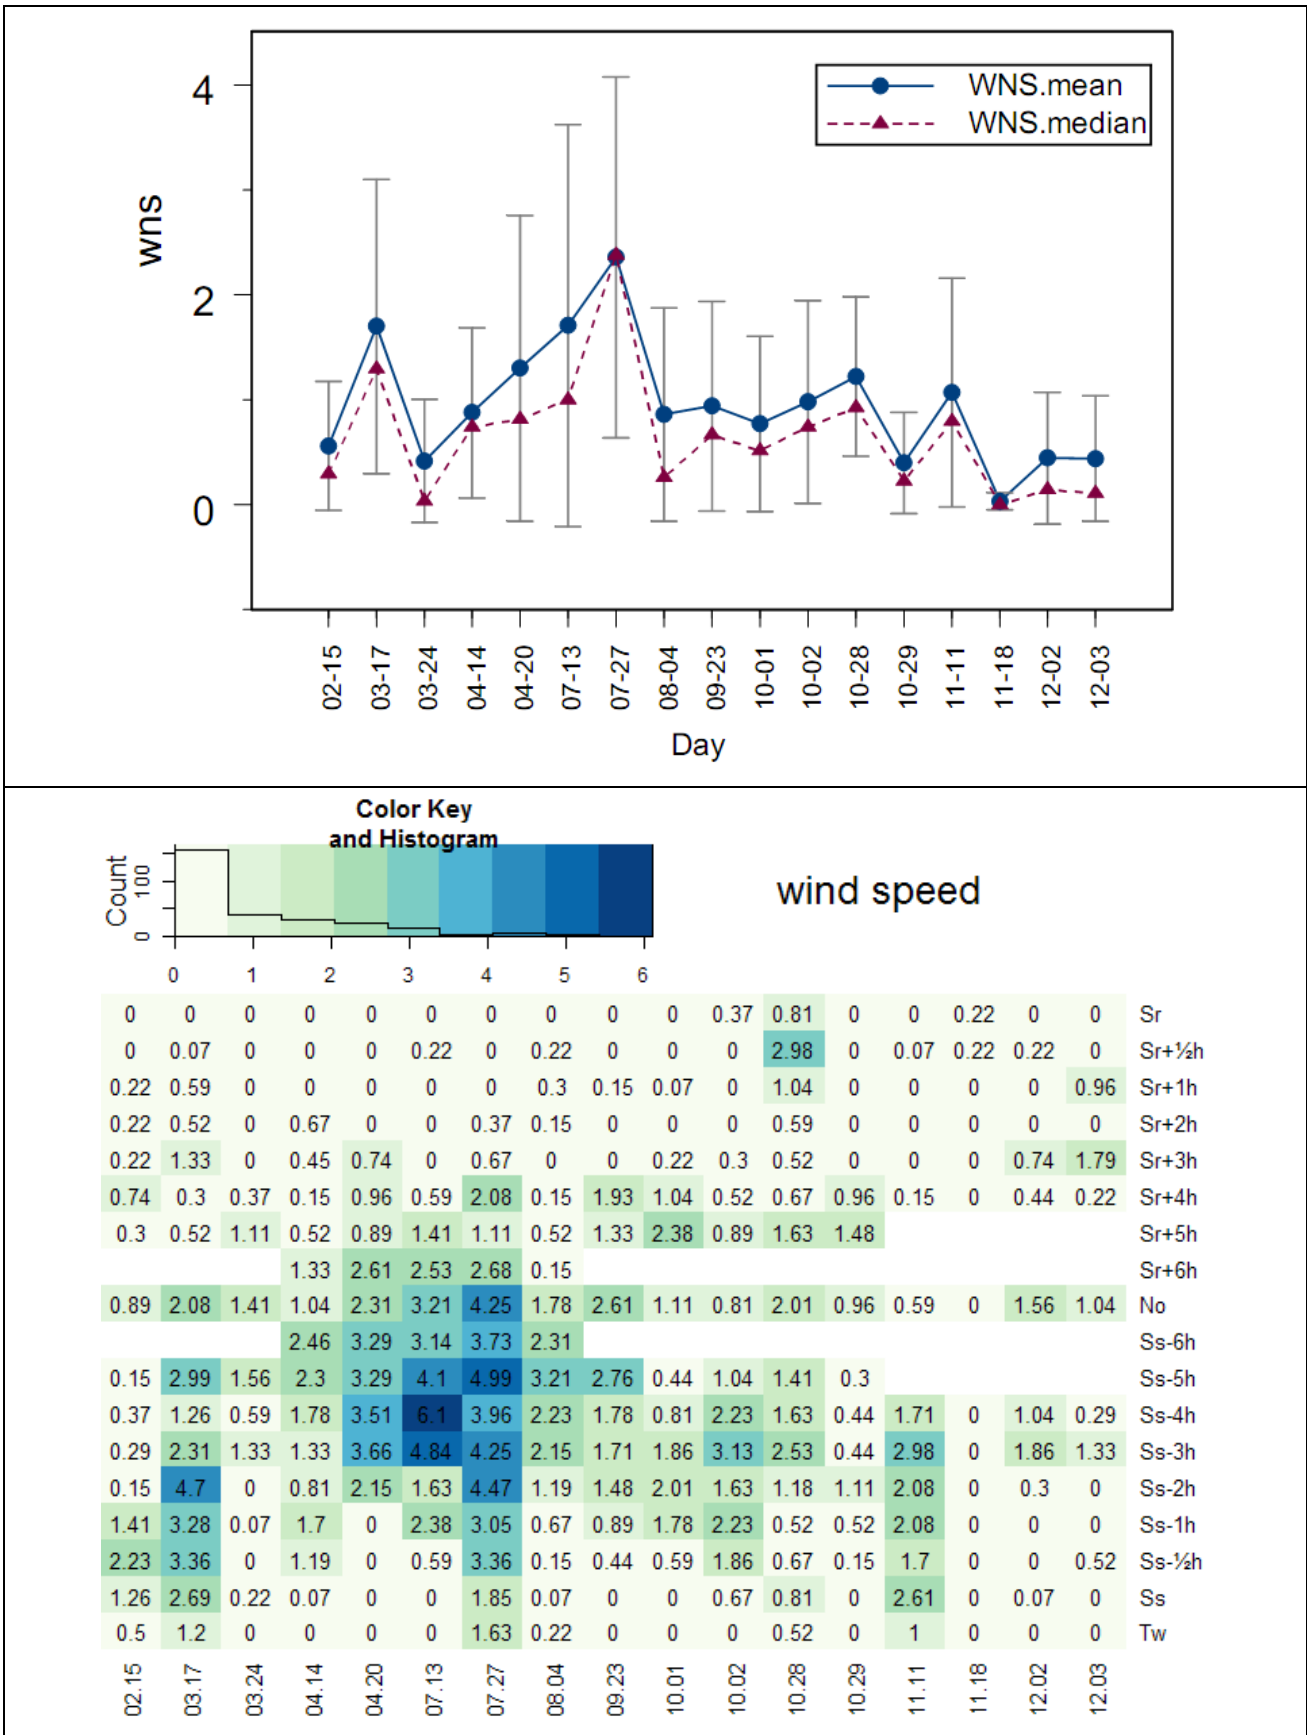 WNS.mean
WNS.median
wns
4
2
0
02-15 03-17 03-24 04-14 04-20 07-13 07-27 08-04 09-23 10-01 10-02 10-28 10-29 11-11 11-18 12-02 12-03
Day
Color Key
and Histogram
Count
0 100
wind speed
0 1 2 3 4 5 6
0 0 0 0 0 0 0 0 0 0 0.37 0.81 0 0 0.22 0 0 Sr
0 0.07 0 0 0 0.22 0 0.22 0 0 0 2.98 0 0.07 0.22 0.22 0 Sr+½h
0.22 0.59 0 0 0 0 0 0.3 0.15 0.07 0 1.04 0 0 0 0 0.96 Sr+1h
0.22 0.52 0 0.67 0 0 0.37 0.15 0 0 0 0.59 0 0 0 0 0 Sr+2h
0.22 1.33 0 0.45 0.74 0 0.67 0 0 0.22 0.3 0.52 0 0 0 0.74 1.79 Sr+3h
0.74 0.3 0.37 0.15 0.96 0.59 2.08 0.15 1.93 1.04 0.52 0.67 0.96 0.15 0 0.44 0.22 Sr+4h
0.3 0.52 1.11 0.52 0.89 1.41 1.11 0.52 1.33 2.38 0.89 1.63 1.48 Sr+5h
1.33 2.61 2.53 2.68 0.15 Sr+6h
0.89 2.08 1.41 1.04 2.31 3.21 4.25 1.78 2.61 1.11 0.81 2.01 0.96 0.59 0 1.56 1.04 No
2.46 3.29 3.14 3.73 2.31 Ss-6h
0.15 2.99 1.56 2.3 3.29 4.1 4.99 3.21 2.76 0.44 1.04 1.41 0.3 Ss-5h
0.37 1.26 0.59 1.78 3.51 6.1 3.96 2.23 1.78 0.81 2.23 1.63 0.44 1.71 0 1.04 0.29 Ss-4h
0.29 2.31 1.33 1.33 3.66 4.84 4.25 2.15 1.71 1.86 3.13 2.53 0.44 2.98 0 1.86 1.33 Ss-3h
0.15 4.7 0 0.81 2.15 1.63 4.47 1.19 1.48 2.01 1.63 1.18 1.11 2.08 0 0.3 0 Ss-2h
1.41 3.28 0.07 1.7 0 2.38 3.05 0.67 0.89 1.78 2.23 0.52 0.52 2.08 0 0 0 Ss-1h
2.23 3.36 0 1.19 0 0.59 3.36 0.15 0.44 0.59 1.86 0.67 0.15 1.7 0 0 0.52 Ss-½h
1.26 2.69 0.22 0.07 0 0 1.85 0.07 0 0 0.67 0.81 0 2.61 0 0.07 0 Ss
0.5 1.2 0 0 0 0 1.63 0.22 0 0 0 0.52 0 1 0 0 0 Tw
02.15 03.17 03.24 04.14 04.20 07.13 07.27 08.04 09.23 10.01 10.02 10.28 10.29 11.11 11.18 12.02 12.03